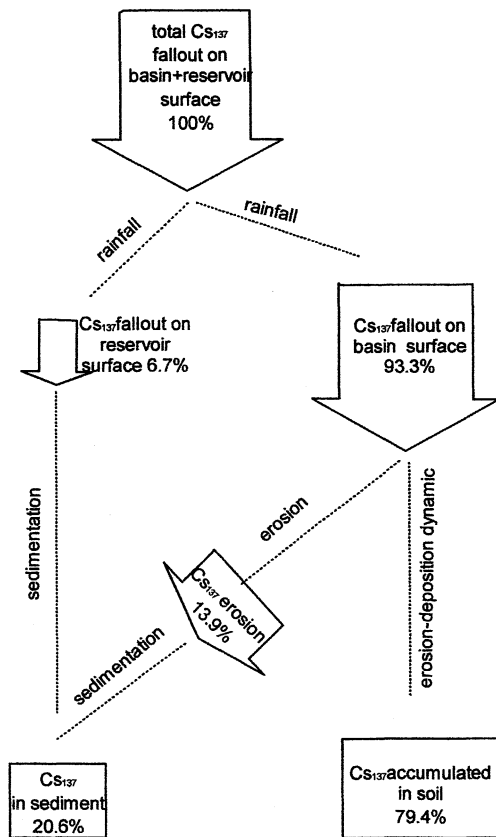 total Cs₁₃₇
fallout on
basin+reservoir
surface
100%
rainfall
rainfall
Cs₁₃₇fallout on
reservoir
surface 6.7%
Cs₁₃₇fallout on
basin surface
93.3%
sedimentation
erosion
erosion-deposition dynamic
Cs₁₃₇ erosion
13.9%
sedimentation
Cs₁₃₇
in sediment
20.6%
Cs₁₃₇accumulated
in soil
79.4%